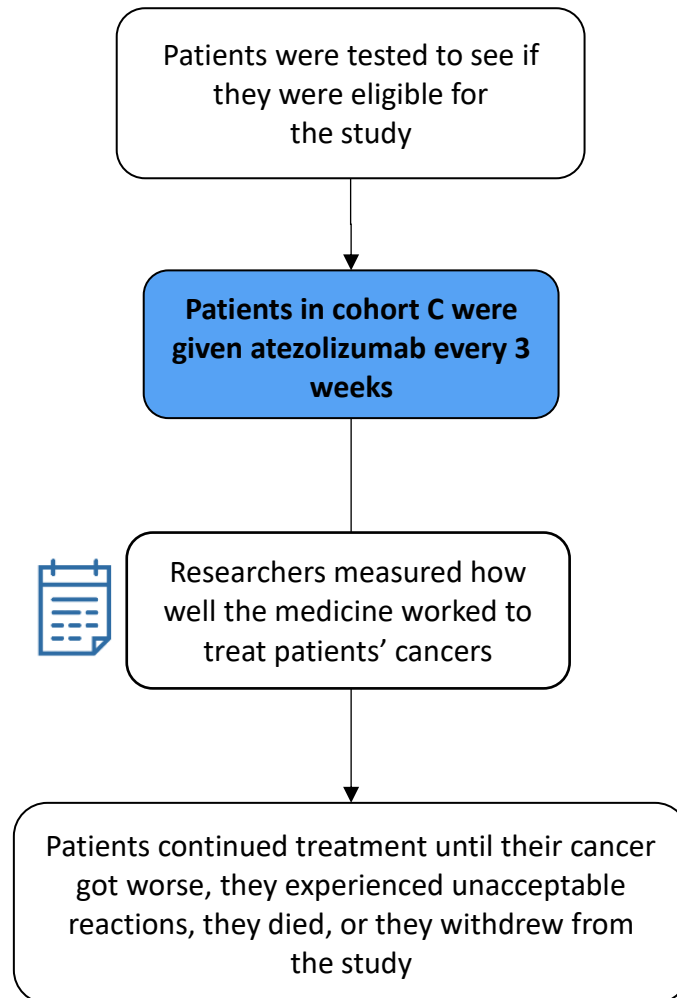 Patients were tested to see if
they were eligible for
the study
Patients in cohort C were
given atezolizumab every 3
weeks
Researchers measured how
well the medicine worked to
treat patients’ cancers
Patients continued treatment until their cancer
got worse, they experienced unacceptable
reactions, they died, or they withdrew from
the study